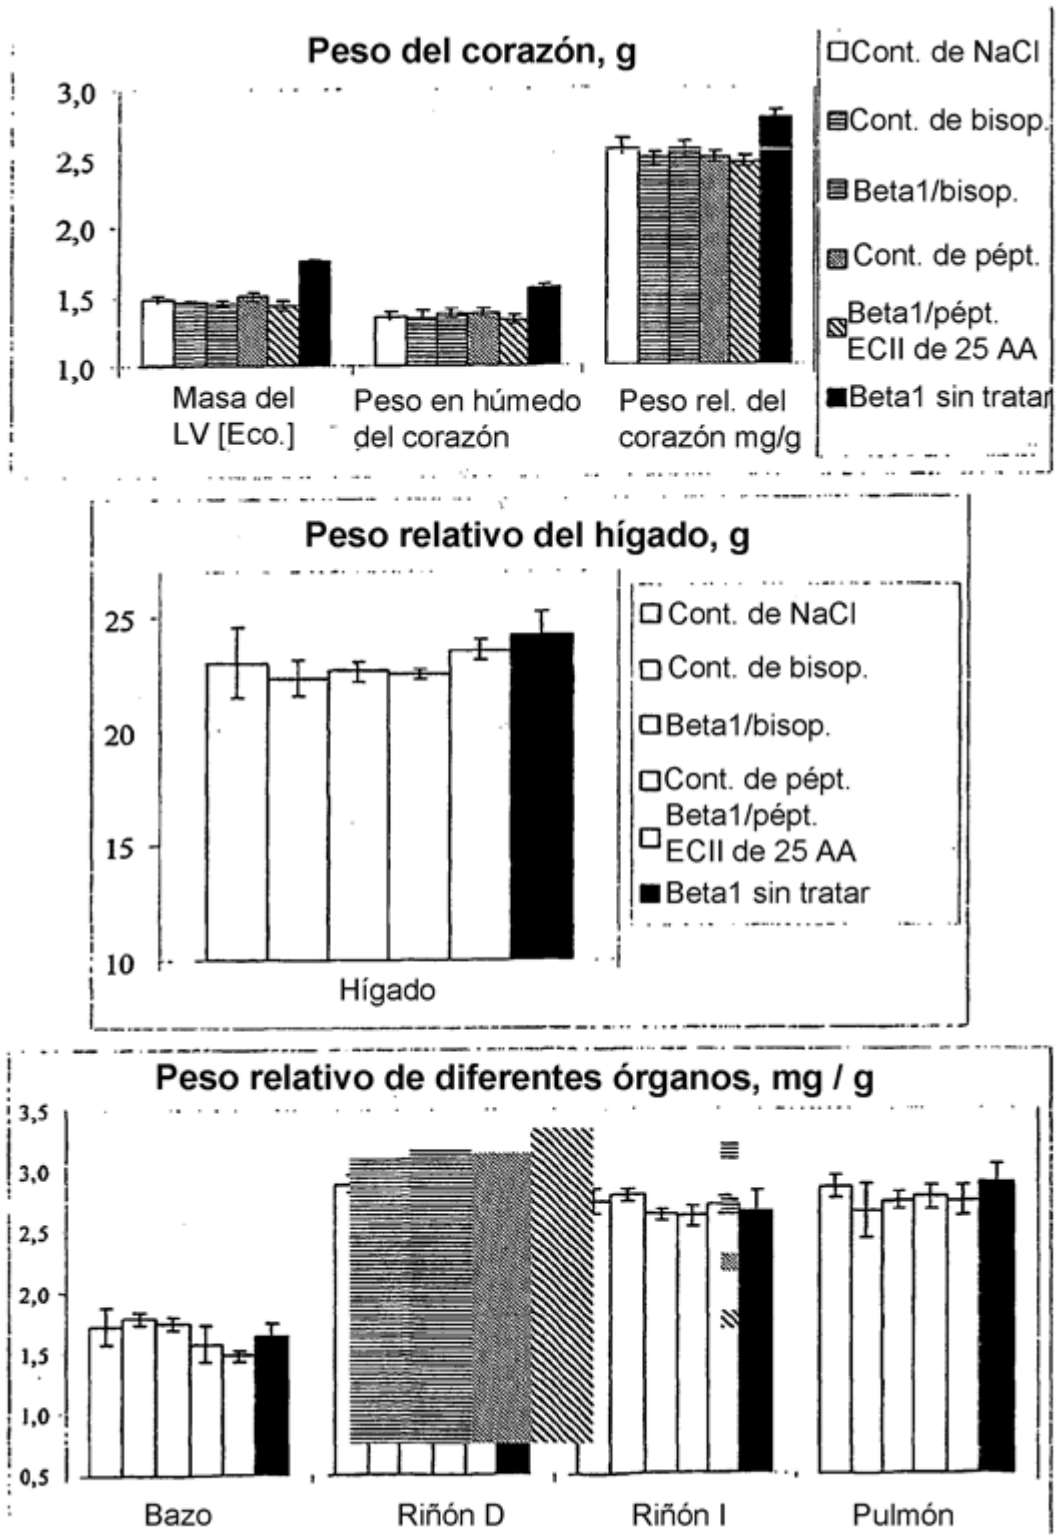 Peso del corazón, g
3,0
2,5
2,0
1,5
1,0
Masa del
LV [Eco.]
Peso en húmedo
del corazón
Peso rel. del
corazón mg/g
Cont. de NaCl
Cont. de bisop.
Beta1/bisop.
Cont. de pépt.
Beta1/pépt.
ECII de 25 AA
Beta1 sin tratar
Peso relativo del hígado, g
25
20
15
10
Hígado
Cont. de NaCl
Cont. de bisop.
Beta1/bisop.
Cont. de pépt.
Beta1/pépt.
ECII de 25 AA
Beta1 sin tratar
Peso relativo de diferentes órganos, mg / g
3,5
3,0
2,5
2,0
1,5
1,0
0,5
Bazo
Riñón D
Riñón I
Pulmón